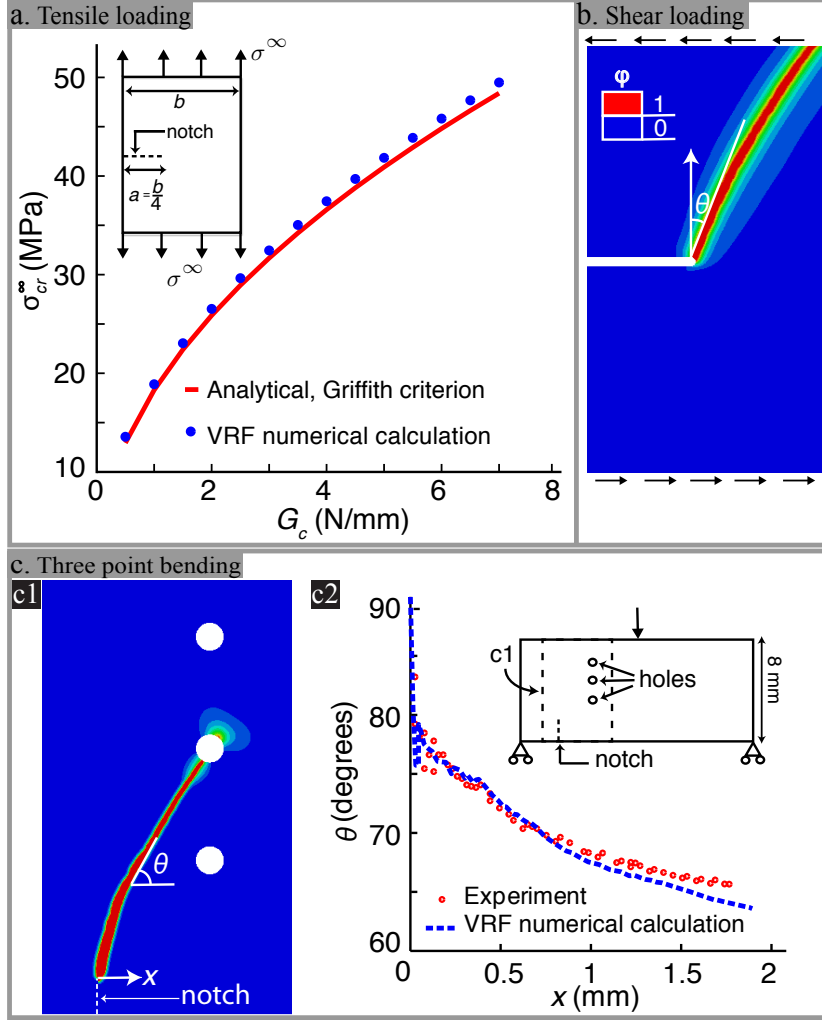 a. Tensile loading
σ∞
b
notch
a = b/4
σ∞
50
40
30
20
10
σ∞cr (MPa)
Analytical, Griffith criterion
VRF numerical calculation
0
2
4
6
8
Gc (N/mm)
b. Shear loading
φ
1
0
θ
c. Three point bending
c1
θ
x
notch
c2
90
80
70
60
θ (degrees)
c1
holes
notch
8 mm
Experiment
VRF numerical calculation
0
0.5
1
1.5
2
x (mm)